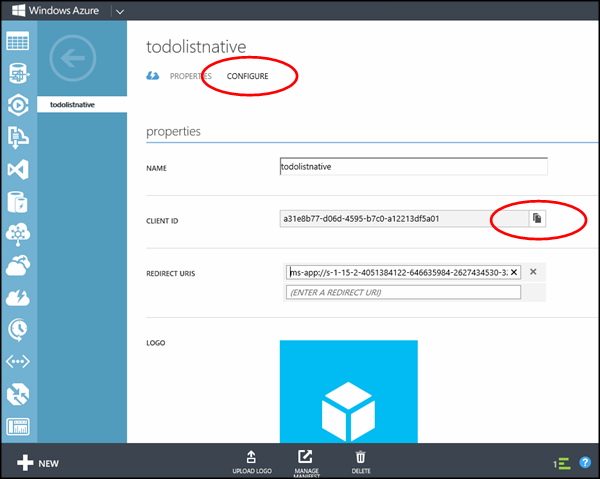 Windows Azure
todolistnative
PROPERTIES CONFIGURE
todolistnative
properties
NAME todolistnative
CLIENT ID a31e8b77-d06d-4595-b7c0-a12213df5a01
REDIRECT URIS ms-app://s-1-15-2-4051384122-646635984-2627434530-32
(ENTER A REDIRECT URI)
LOGO
NEW
UPLOAD LOGO
MANAGE MANIFEST
DELETE
1
?